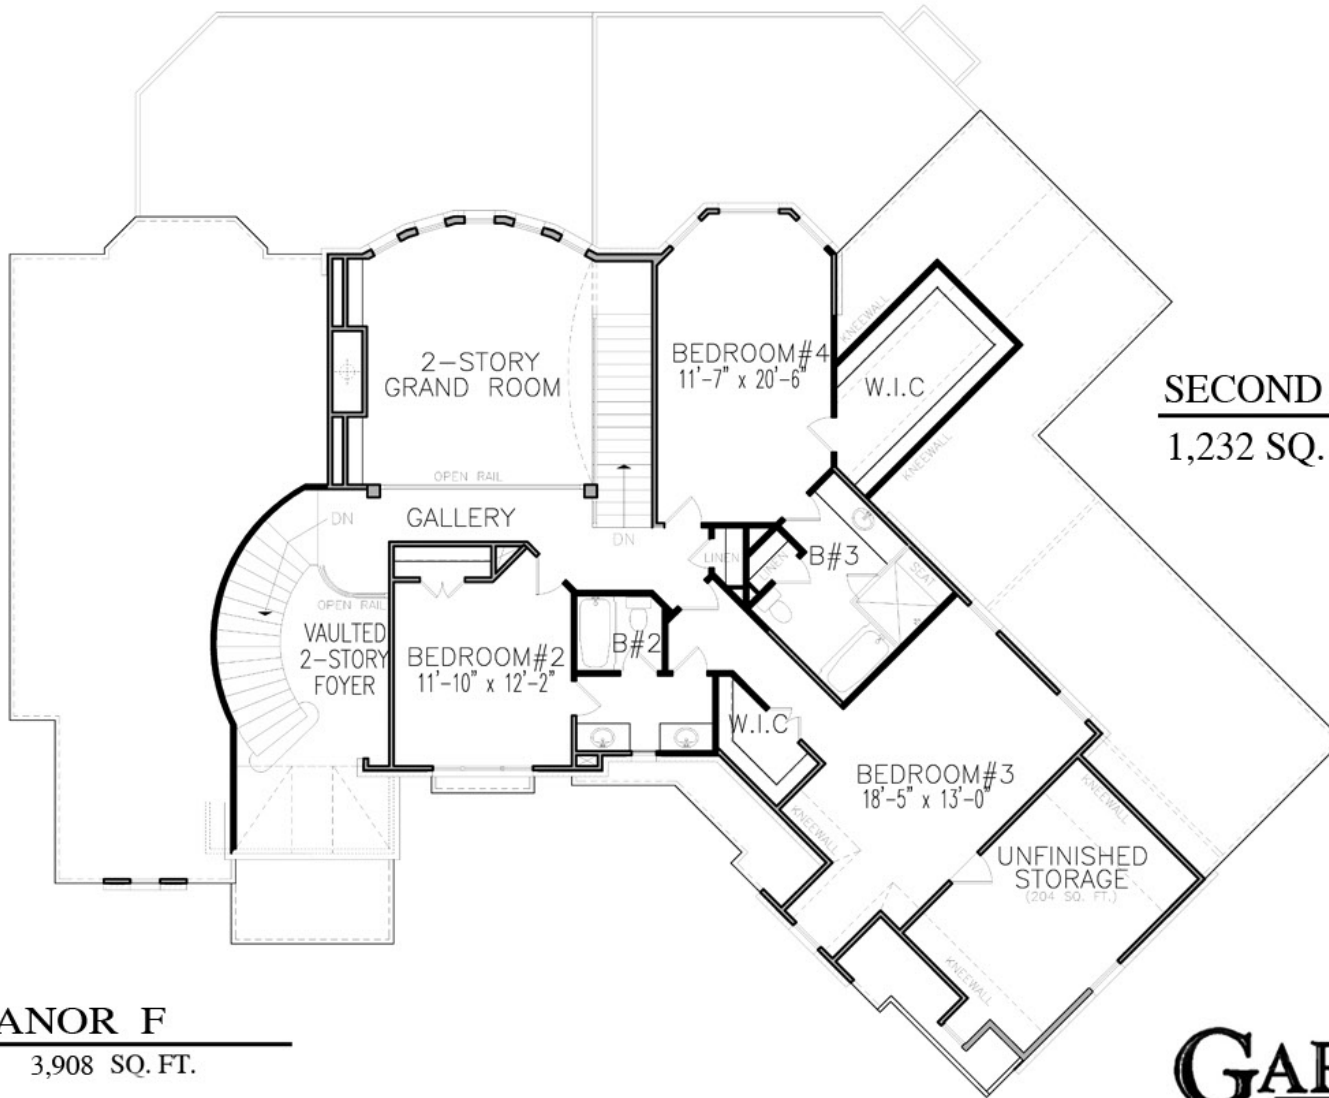 2-STORY
GRAND ROOM
BEDROOM#4
11'-7" x 20'-6"
KNEEWALL
W.I.C
KNEEWALL
SECOND
1,232 SQ.
OPEN RAIL
GALLERY
DN
DN
LINEN
LINEN
B#3
SEAT
OPEN RAIL
VAULTED
2-STORY
FOYER
BEDROOM#2
11'-10" x 12'-2"
B#2
W.I.C
BEDROOM#3
18'-5" x 13'-0"
KNEEWALL
KNEEWALL
UNFINISHED
STORAGE
(204 SQ. FT.)
KNEEWALL
ANOR F
3,908 SQ. FT.